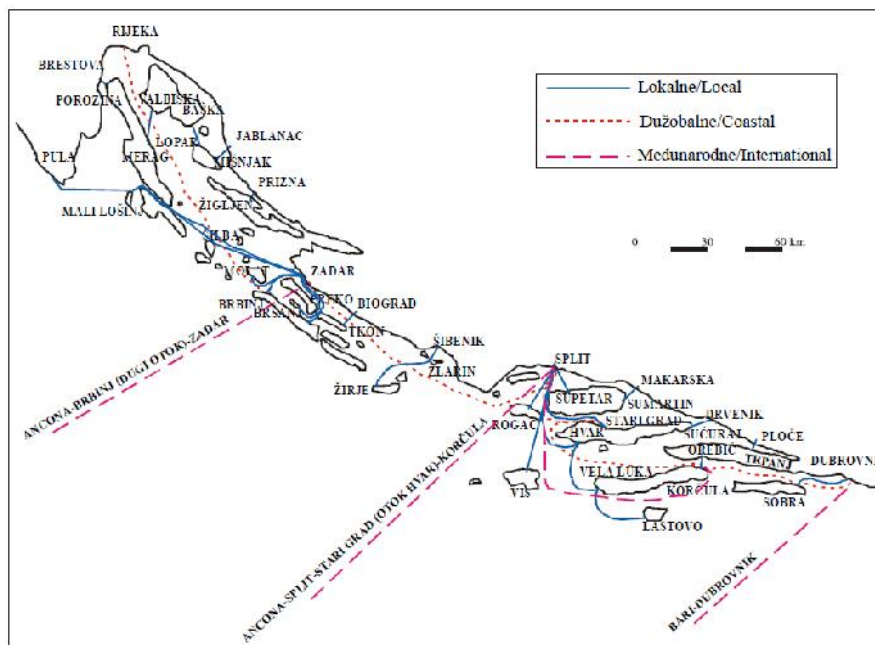 RIJEKA
BRESTOVA
POROZINA
VALBISKA
BAŠKA
LOPAR
JABLANAC
MIŠNJAK
MERAG
PULA
PRIZNA
MALI LOŠINJ
ŽIGLJEN
ZADAR
BRBINJ
PREKO
BIOGRAD
TKON
ŠIBENIK
ZLARIN
ŽIRJE
SPLIT
MAKARSKA
SUPETAR
SUMARTIN
ROGAČ
STARI GRAD
DRVENIK
HVAR
SUĆURAJ
PLOČE
OREBIĆ
TRPANJ
DUBROVNI
VELA LUKA
VIS
KORČULA
SOBRA
LASTOVO
Lokalne/Local
Dužobalne/Coastal
Međunarodne/International
0 30 60 km
ANCONA-BRBINJ (DUGI OTOK)-ZADAR
ANCONA-SPLIT-STARI GRAD (OTOK HVAR)-KORČULA
BARI-DUBROVNIK